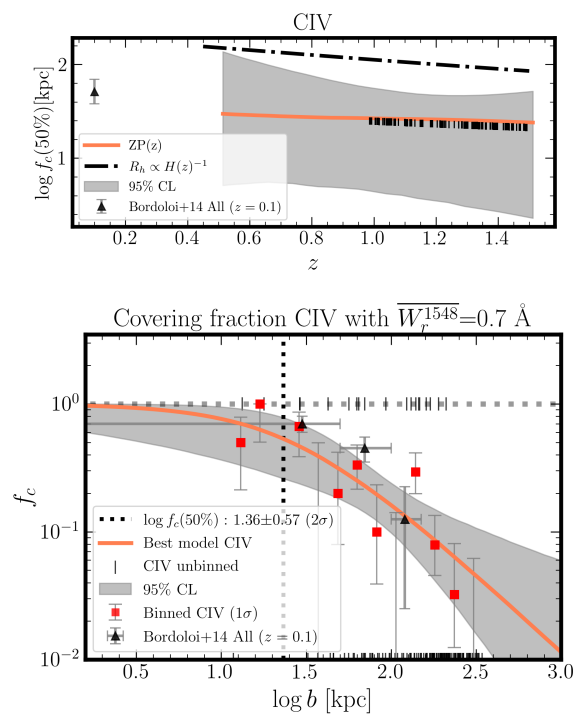 CIV
log f_c(50%)[kpc]
2
1
ZP(z)
R_h ∝ H(z)^{-1}
95% CL
Bordoloi+14 All (z = 0.1)
0.2 0.4 0.6 0.8 1.0 1.2 1.4
z
Covering fraction CIV with \overline{W_r^{1548}}=0.7 Å
f_c
10^0
10^{-1}
10^{-2}
log f_c(50%) : 1.36±0.57 (2σ)
Best model CIV
CIV unbinned
95% CL
Binned CIV (1σ)
Bordoloi+14 All (z = 0.1)
0.5 1.0 1.5 2.0 2.5 3.0
log b [kpc]